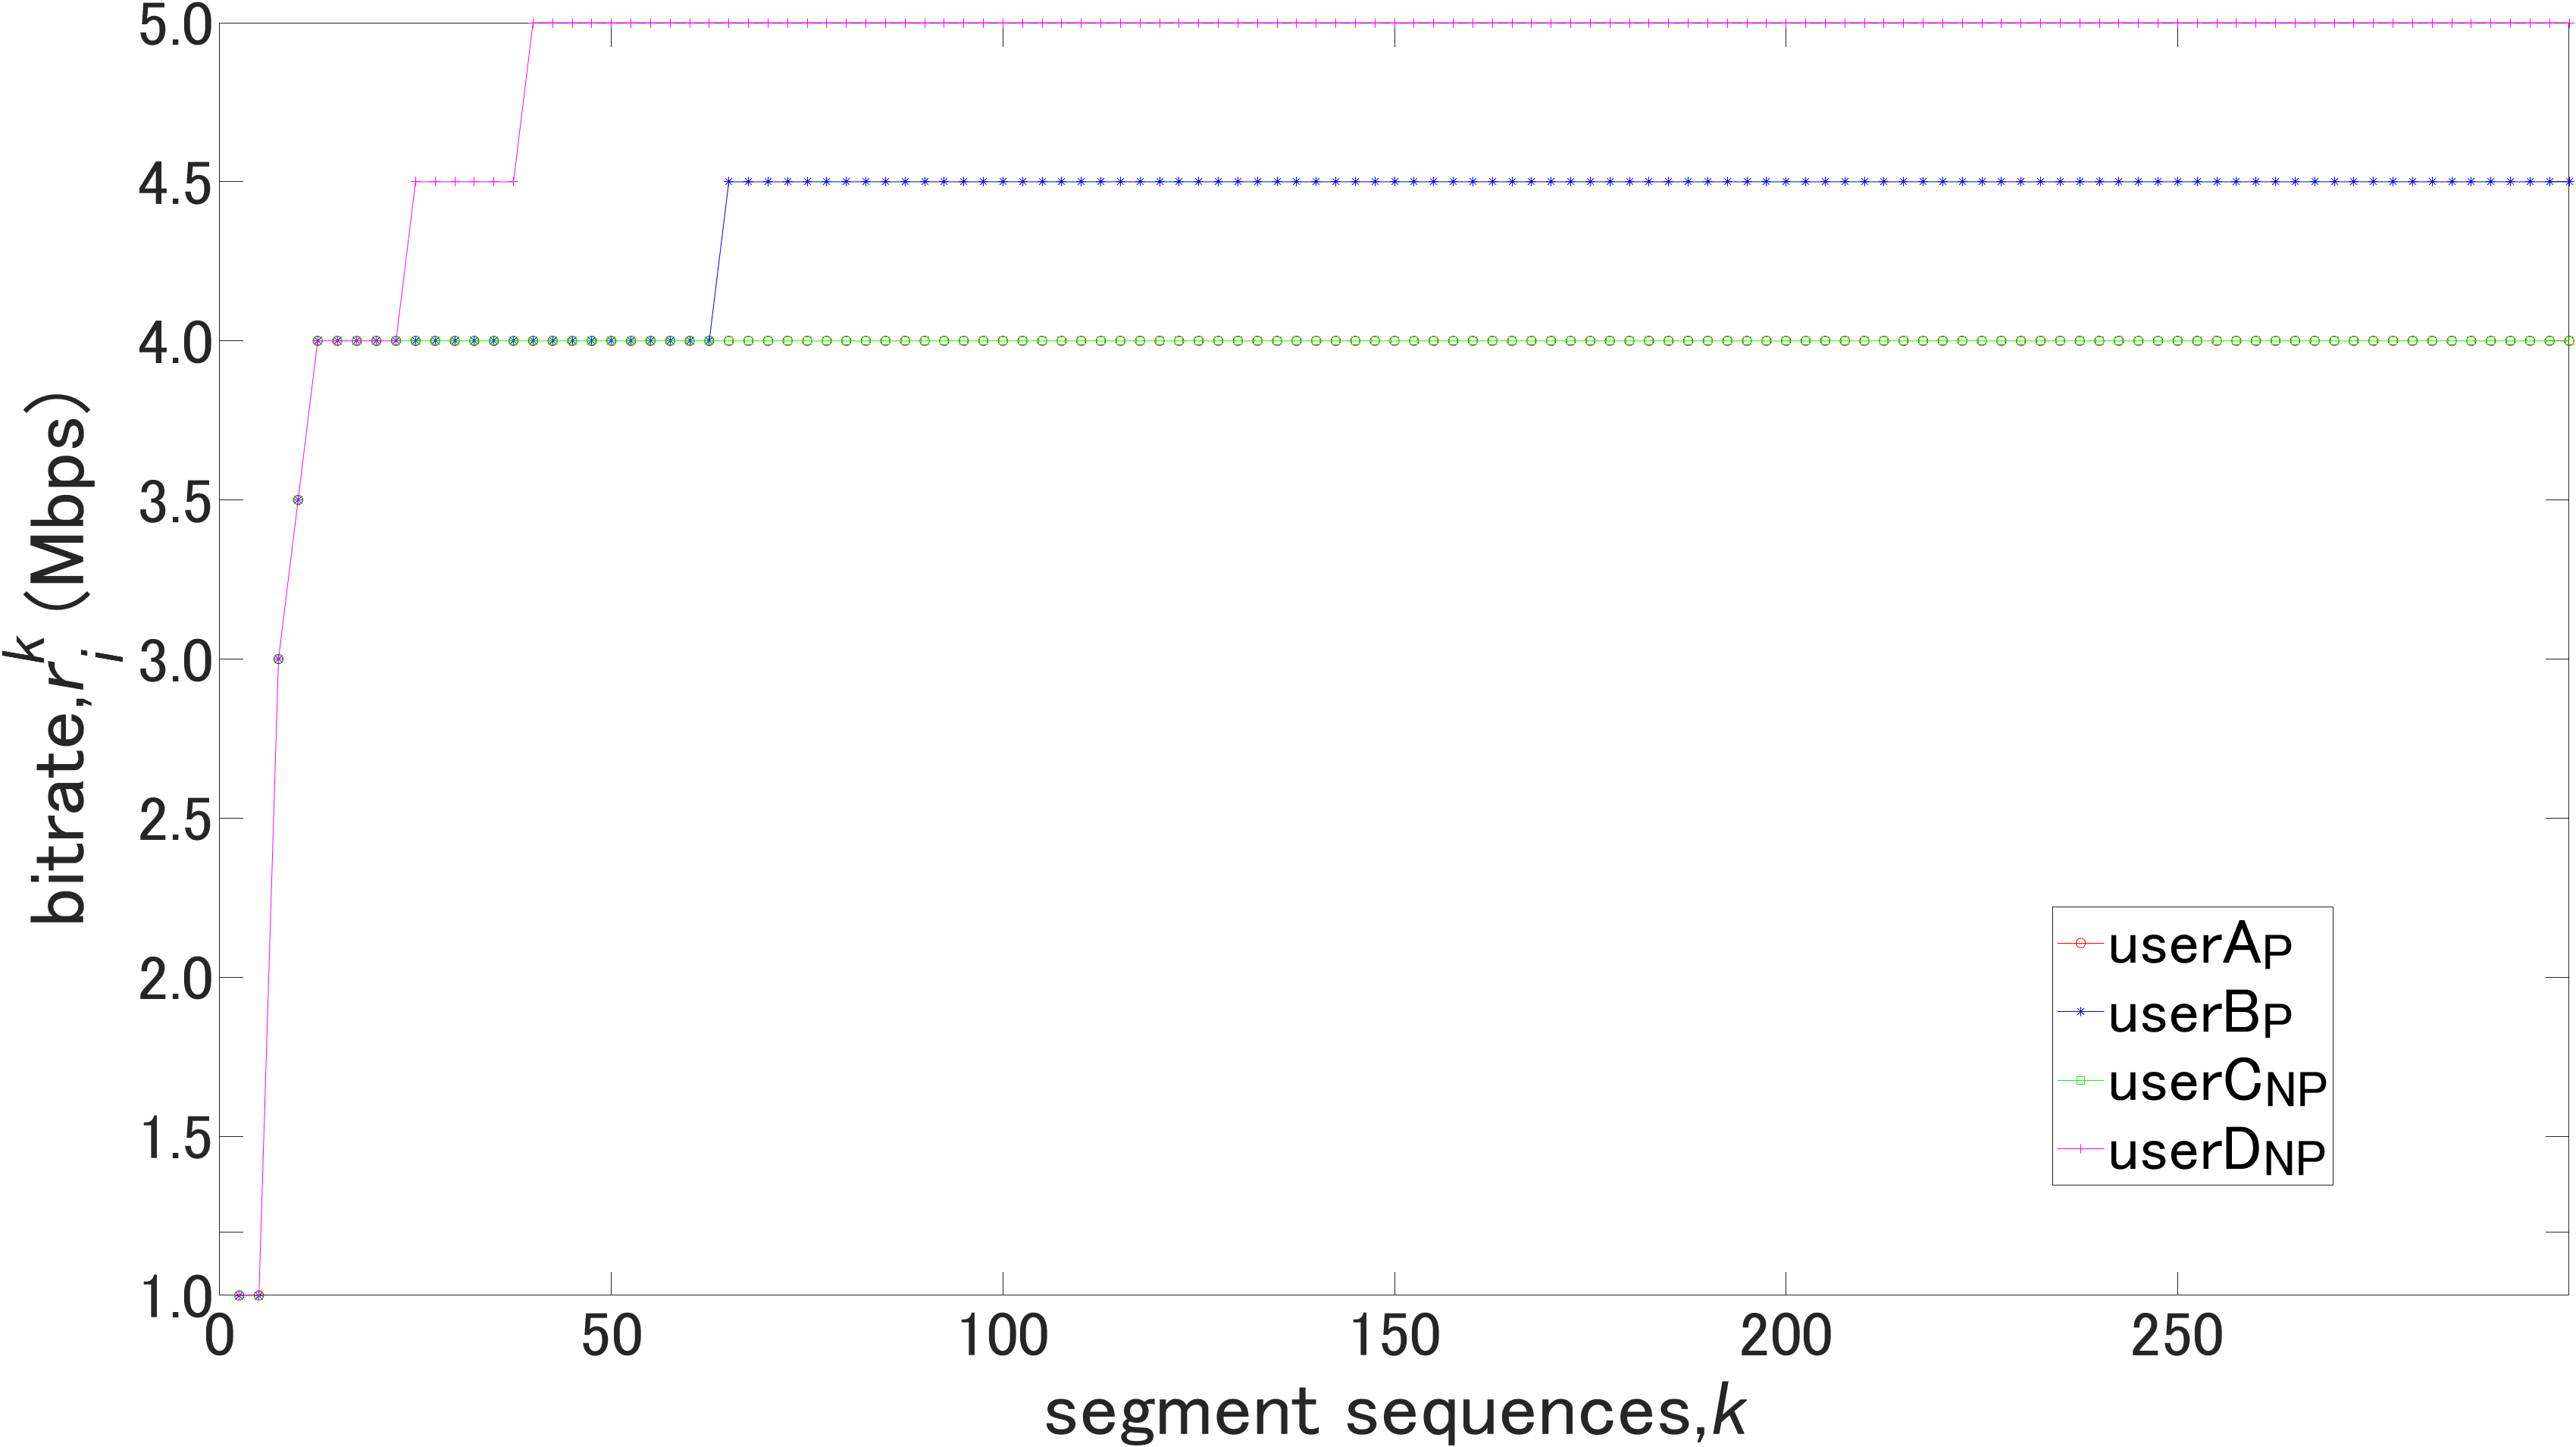 bitrate,r_i^k (Mbps)
5.0
4.5
4.0
3.5
3.0
2.5
2.0
1.5
1.0
0 50 100 150 200 250
segment sequences,k
userAP
userBP
userCNP
userDNP